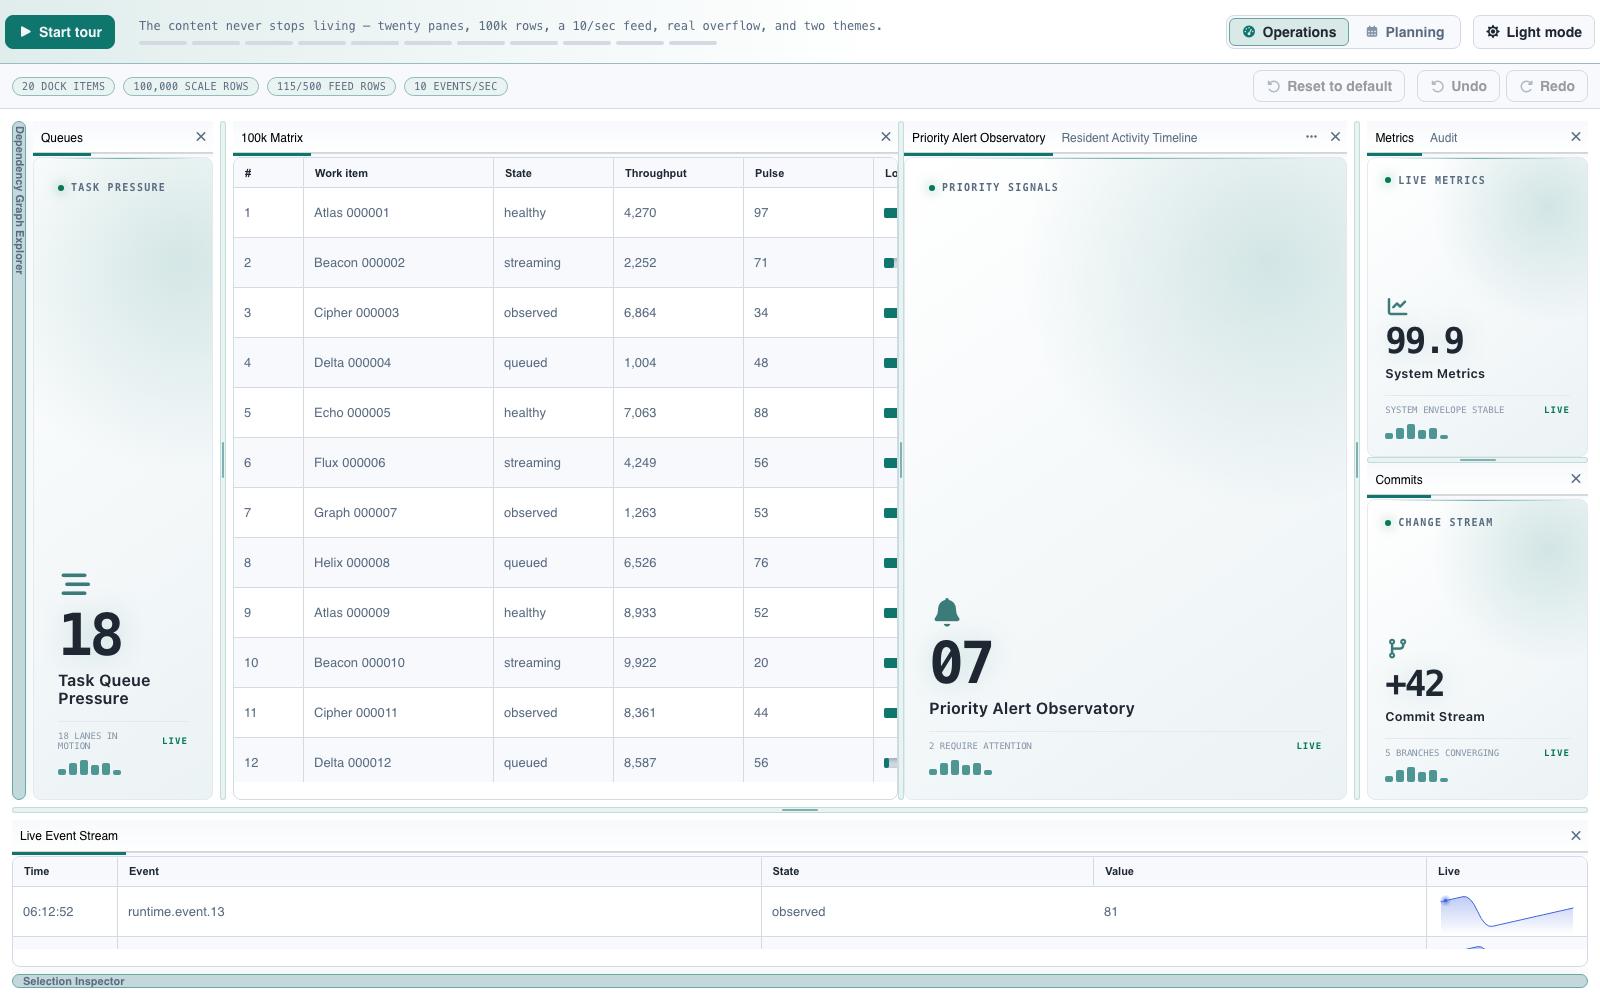 Start tour
The content never stops living — twenty panes, 100k rows, a 10/sec feed, real overflow, and two themes.
Operations
Planning
Light mode
20 DOCK ITEMS
100,000 SCALE ROWS
115/500 FEED ROWS
10 EVENTS/SEC
Reset to default
Undo
Redo
Dependency Graph Explorer
Queues
TASK PRESSURE
18
Task Queue
Pressure
18 LANES IN
MOTION
LIVE
100k Matrix
# Work item State Throughput Pulse Lo
1 Atlas 000001 healthy 4,270 97
2 Beacon 000002 streaming 2,252 71
3 Cipher 000003 observed 6,864 34
4 Delta 000004 queued 1,004 48
5 Echo 000005 healthy 7,063 88
6 Flux 000006 streaming 4,249 56
7 Graph 000007 observed 1,263 53
8 Helix 000008 queued 6,526 76
9 Atlas 000009 healthy 8,933 52
10 Beacon 000010 streaming 9,922 20
11 Cipher 000011 observed 8,361 44
12 Delta 000012 queued 8,587 56
Priority Alert Observatory
Resident Activity Timeline
PRIORITY SIGNALS
07
Priority Alert Observatory
2 REQUIRE ATTENTION
LIVE
Metrics
Audit
LIVE METRICS
99.9
System Metrics
SYSTEM ENVELOPE STABLE
LIVE
Commits
CHANGE STREAM
+42
Commit Stream
5 BRANCHES CONVERGING
LIVE
Live Event Stream
Time Event State Value Live
06:12:52 runtime.event.13 observed 81
Selection Inspector